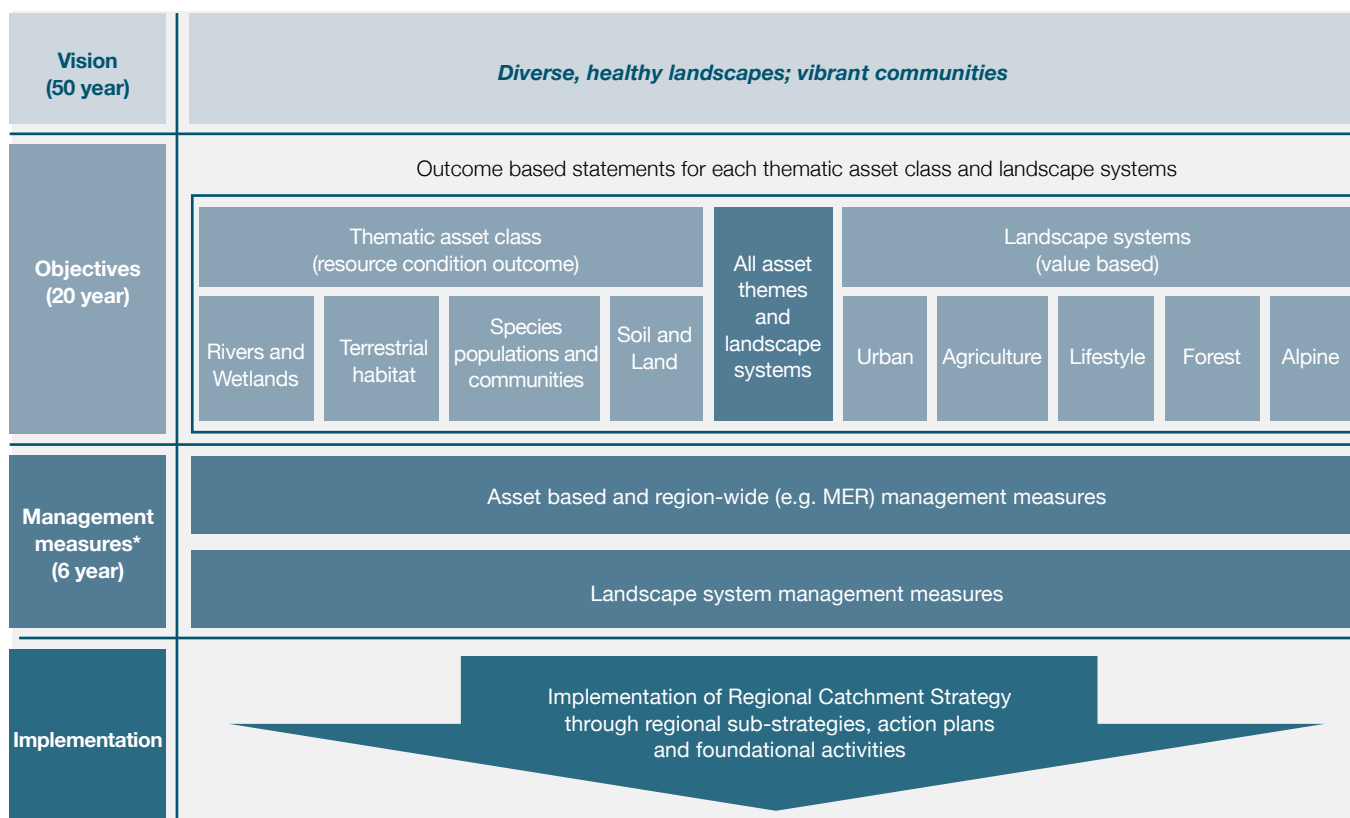 Vision
(50 year)
Diverse, healthy landscapes; vibrant communities
Objectives
(20 year)
Outcome based statements for each thematic asset class and landscape systems
Thematic asset class
(resource condition outcome)
Rivers and
Wetlands
Terrestrial
habitat
Species
populations and
communities
Soil and
Land
All asset
themes
and
landscape
systems
Landscape systems
(value based)
Urban
Agriculture
Lifestyle
Forest
Alpine
Management
measures*
(6 year)
Asset based and region-wide (e.g. MER) management measures
Landscape system management measures
Implementation
Implementation of Regional Catchment Strategy
through regional sub-strategies, action plans
and foundational activities